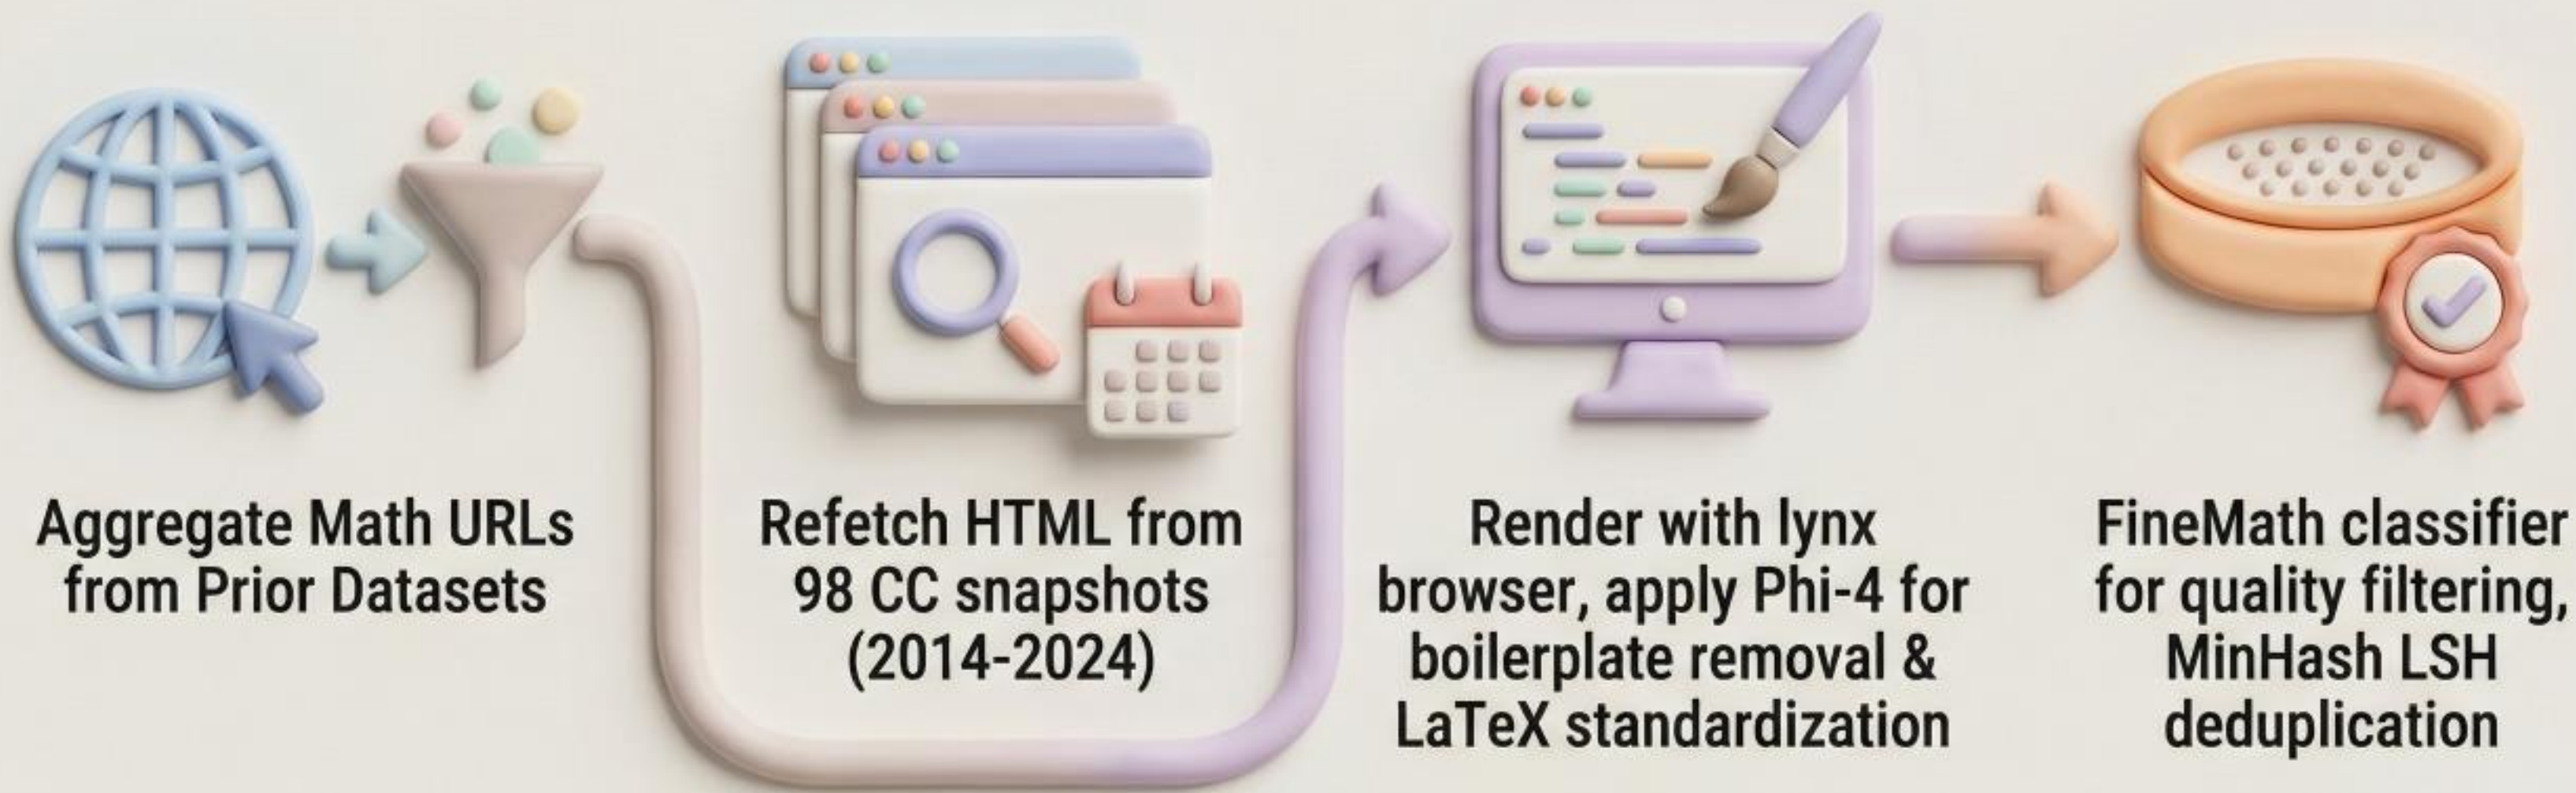 Aggregate Math URLs
from Prior Datasets
Refetch HTML from
98 CC snapshots
(2014-2024)
Render with lynx
browser, apply Phi-4 for
boilerplate removal &
LaTeX standardization
FineMath classifier
for quality filtering,
MinHash LSH
deduplication